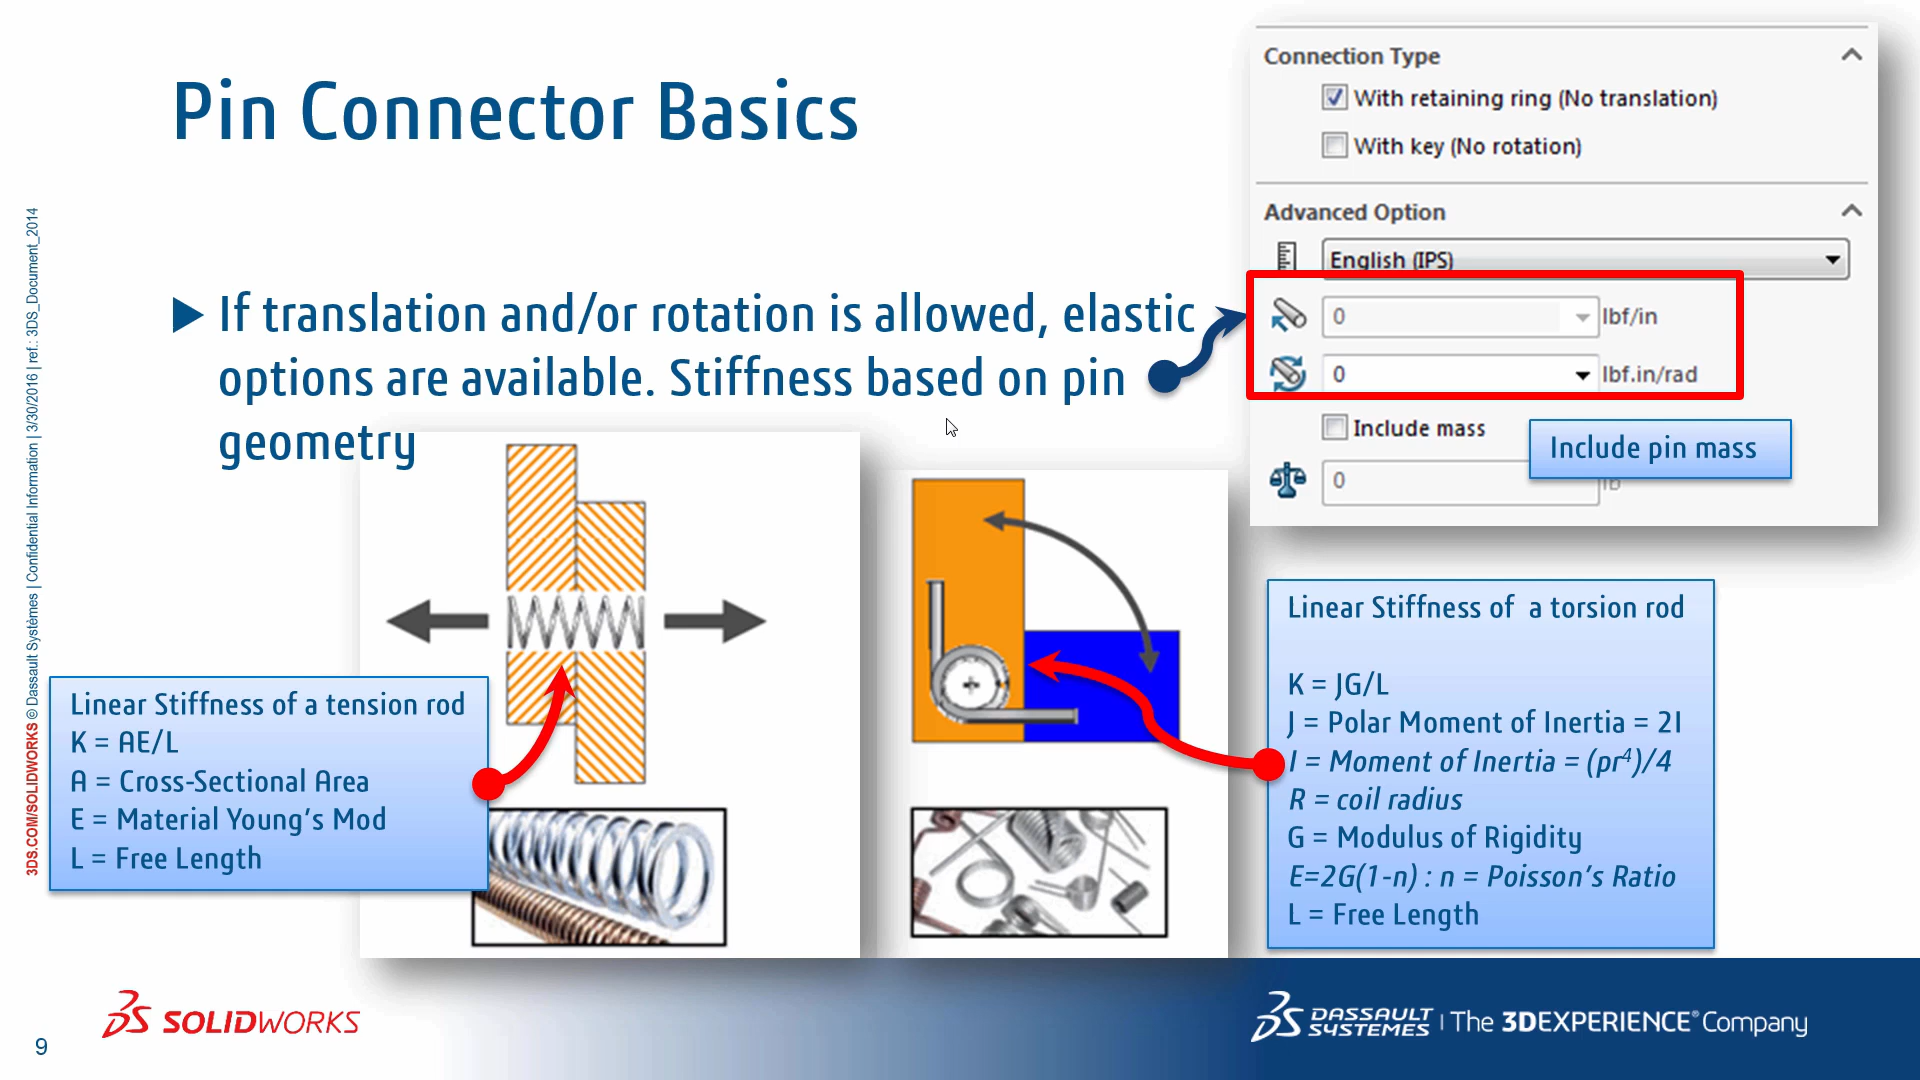 Pin Connector Basics
If translation and/or rotation is allowed, elastic
options are available. Stiffness based on pin
geometry
Connection Type
With retaining ring (No translation)
With key (No rotation)
Advanced Option
English (IPS)
0 lbf/in
0 lbf.in/rad
Include mass
Include pin mass
0 lb
Linear Stiffness of a tension rod
K = AE/L
A = Cross-Sectional Area
E = Material Young's Mod
L = Free Length
Linear Stiffness of a torsion rod
K = JG/L
J = Polar Moment of Inertia = 2I
I = Moment of Inertia = (pr⁴)/4
R = coil radius
G = Modulus of Rigidity
E=2G(1-n) : n = Poisson's Ratio
L = Free Length
3DS.COM/SOLIDWORKS © Dassault Systèmes | Confidential Information | 3/30/2016 | ref.: 3DS_Document_2014
9
SOLIDWORKS
DASSAULT SYSTEMES | The 3DEXPERIENCE® Company